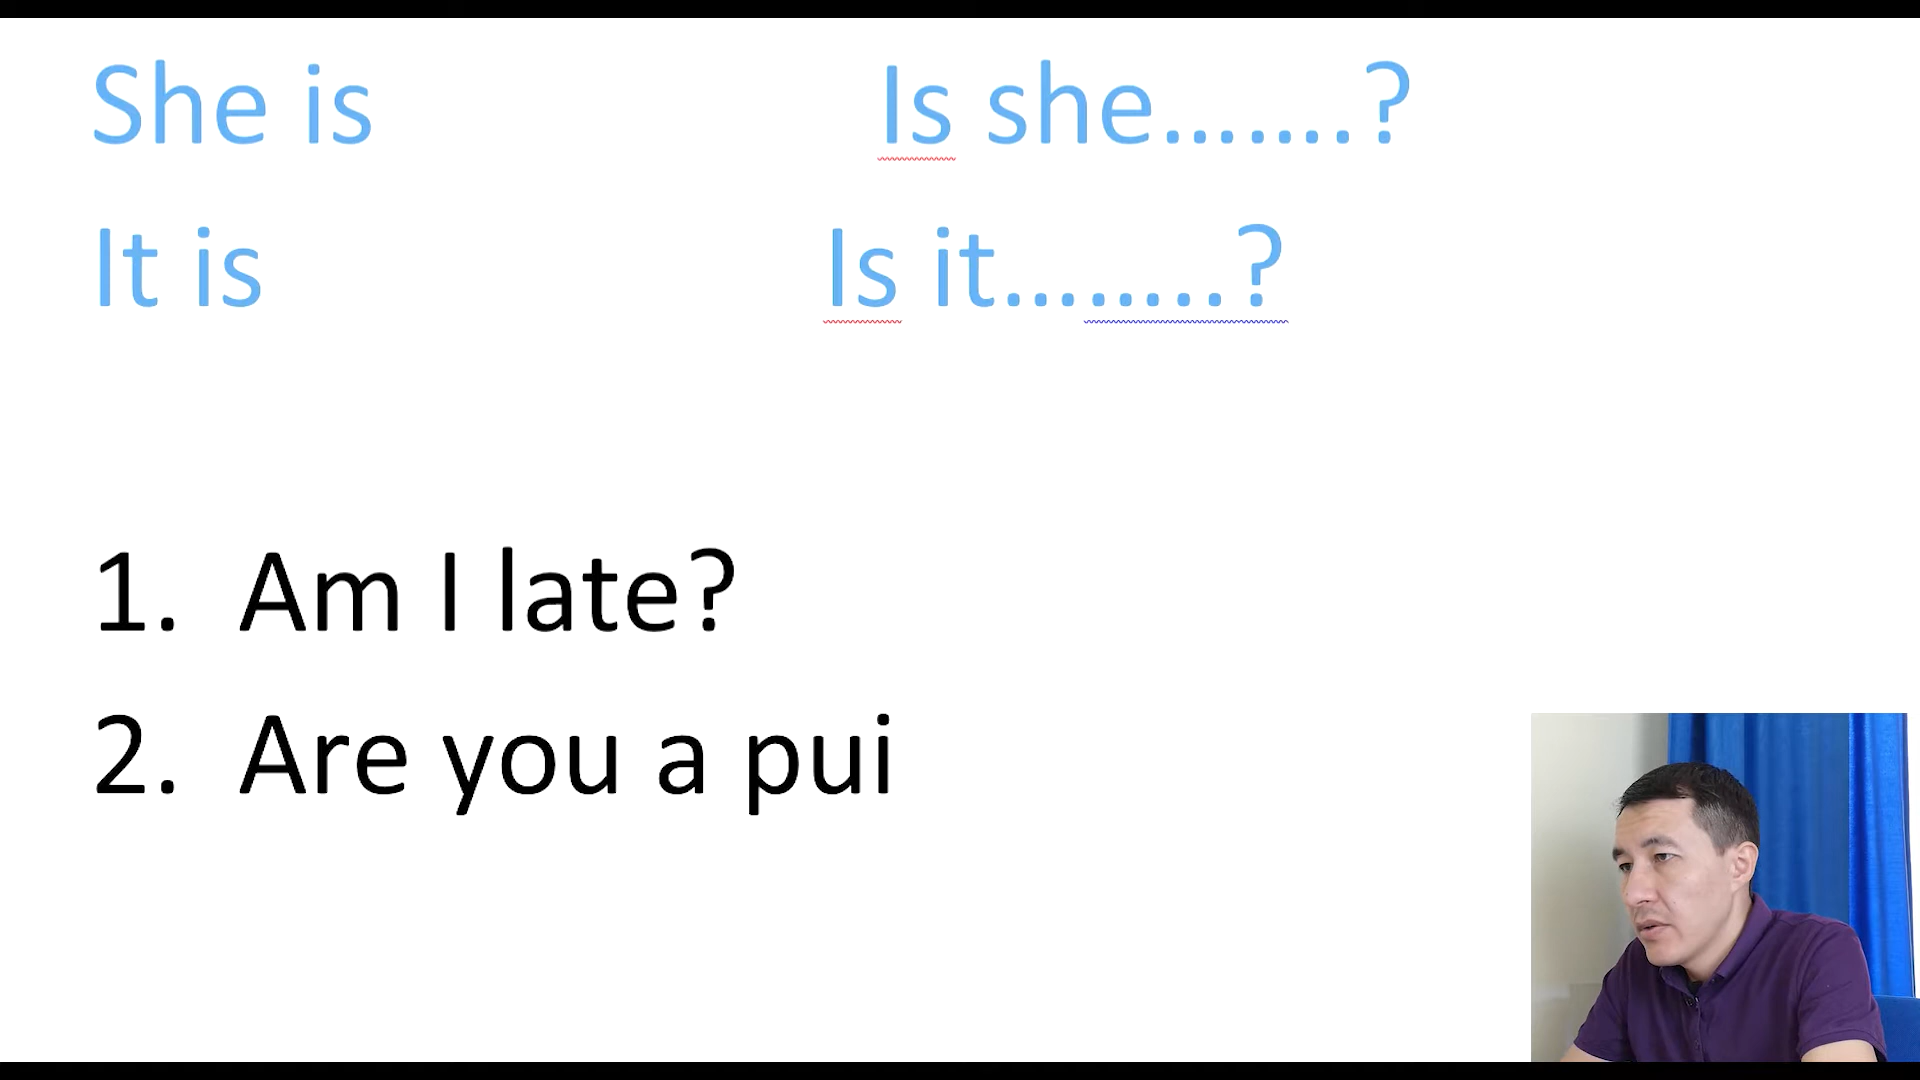 She is Is she.......?
It is Is it........?
1. Am I late?
2. Are you a pui